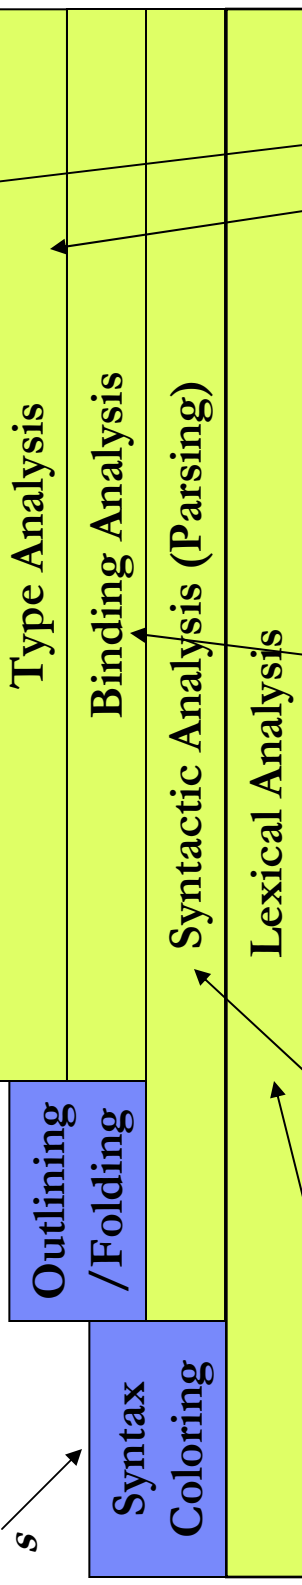 s
Type Analysis
Outlining
/Folding
Binding Analysis
Syntax
Coloring
Syntactic Analysis (Parsing)
Lexical Analysis